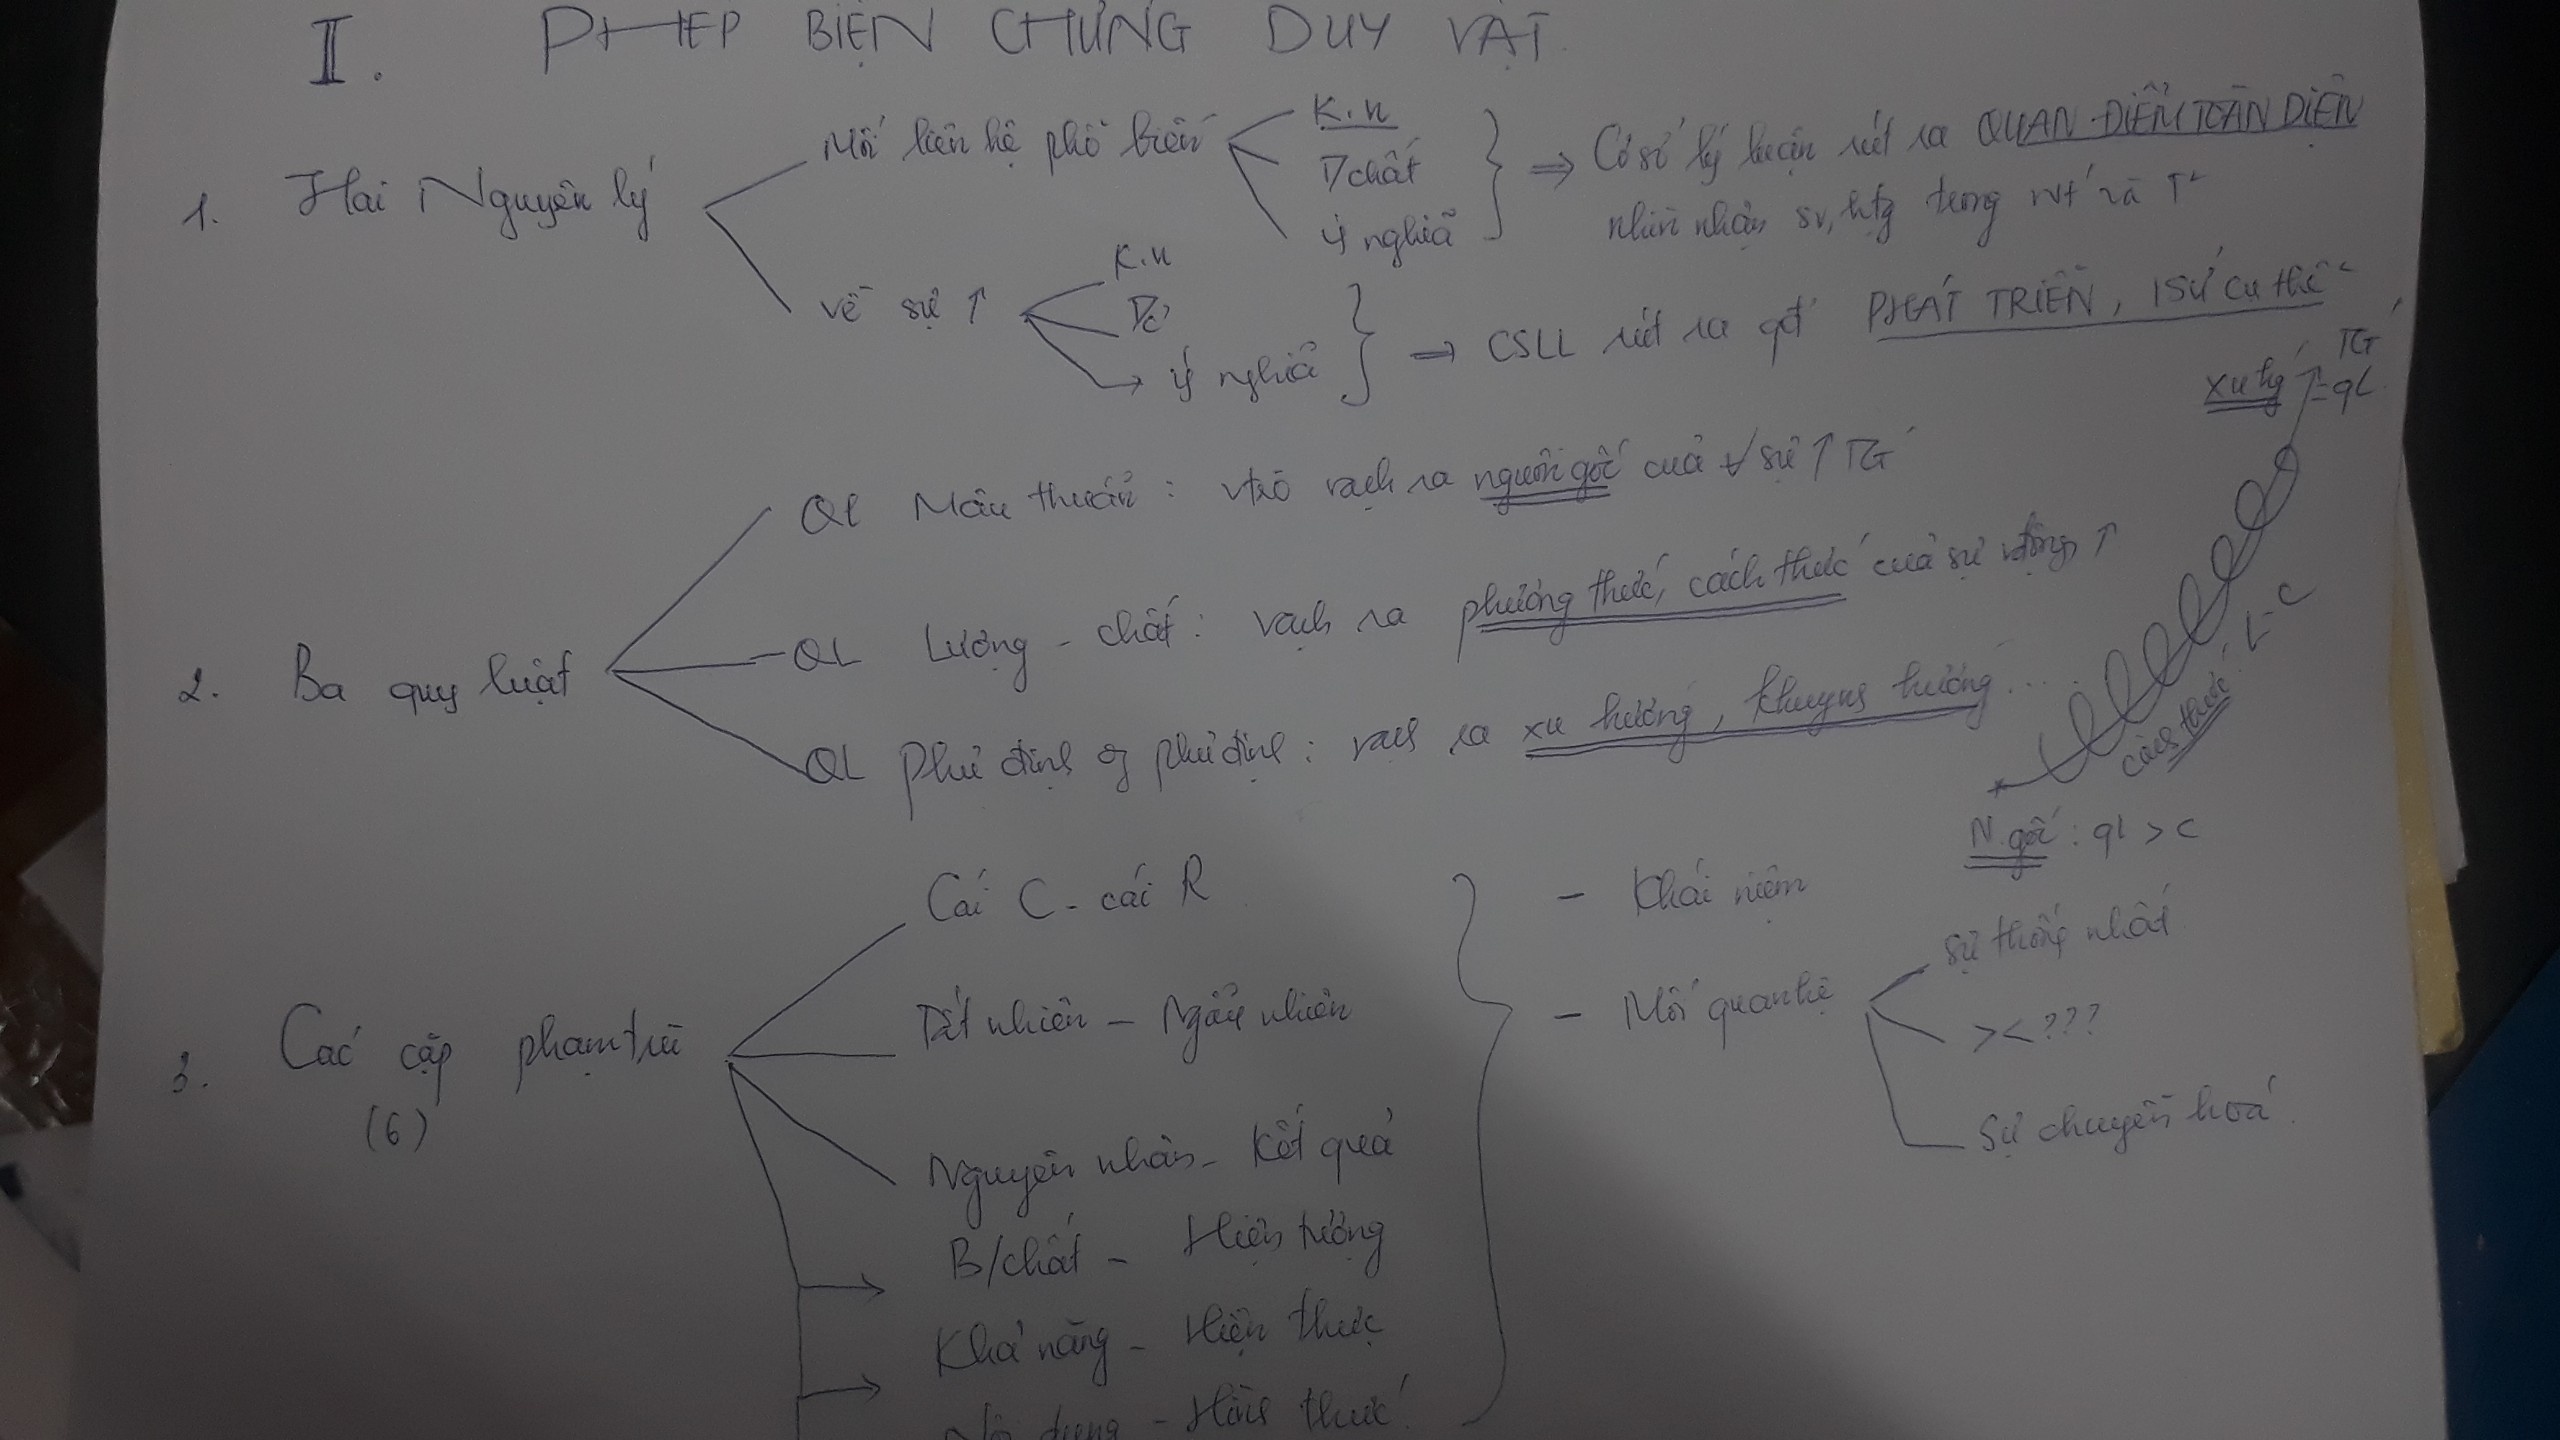 II. PHÉP BIỆN CHỨNG DUY VẬT
1. Hai Nguyên lý
Mối liên hệ phổ biến
K.n
T/chất
Ý nghĩa
=> Cơ sở lý luận rút ra QUAN ĐIỂM TOÀN DIỆN
nhìn nhận sv, htg trong
về sự ↑
K.n
T/c
ý nghĩa
=> CSLL rút ra qđ PHÁT TRIỂN, lsử cụ thể
2. Ba quy luật
QL Mâu thuẫn : vtrò vạch ra nguồn gốc của ∀ sự ↑ TG
QL Lượng - chất : vạch ra phương thức, cách thức của sự vđộng, ↑
QL Phủ định of phủ định : vạch ra xu hướng, khuynh hướng ...
xu hg ↑ TG
- qL
cách thức : L-C
N. gốc : ql > <
3. Các cặp phạm trù
(6)
Cái C - cái R
Tất nhiên - Ngẫu nhiên
Nguyên nhân - Kết quả
B/chất - Hiện tượng
Khả năng - Hiện thực
Nội dung - Hình thức
- Khái niệm
- Mối quan hệ
Sự thống nhất
> < ???
Sự chuyển hoá.